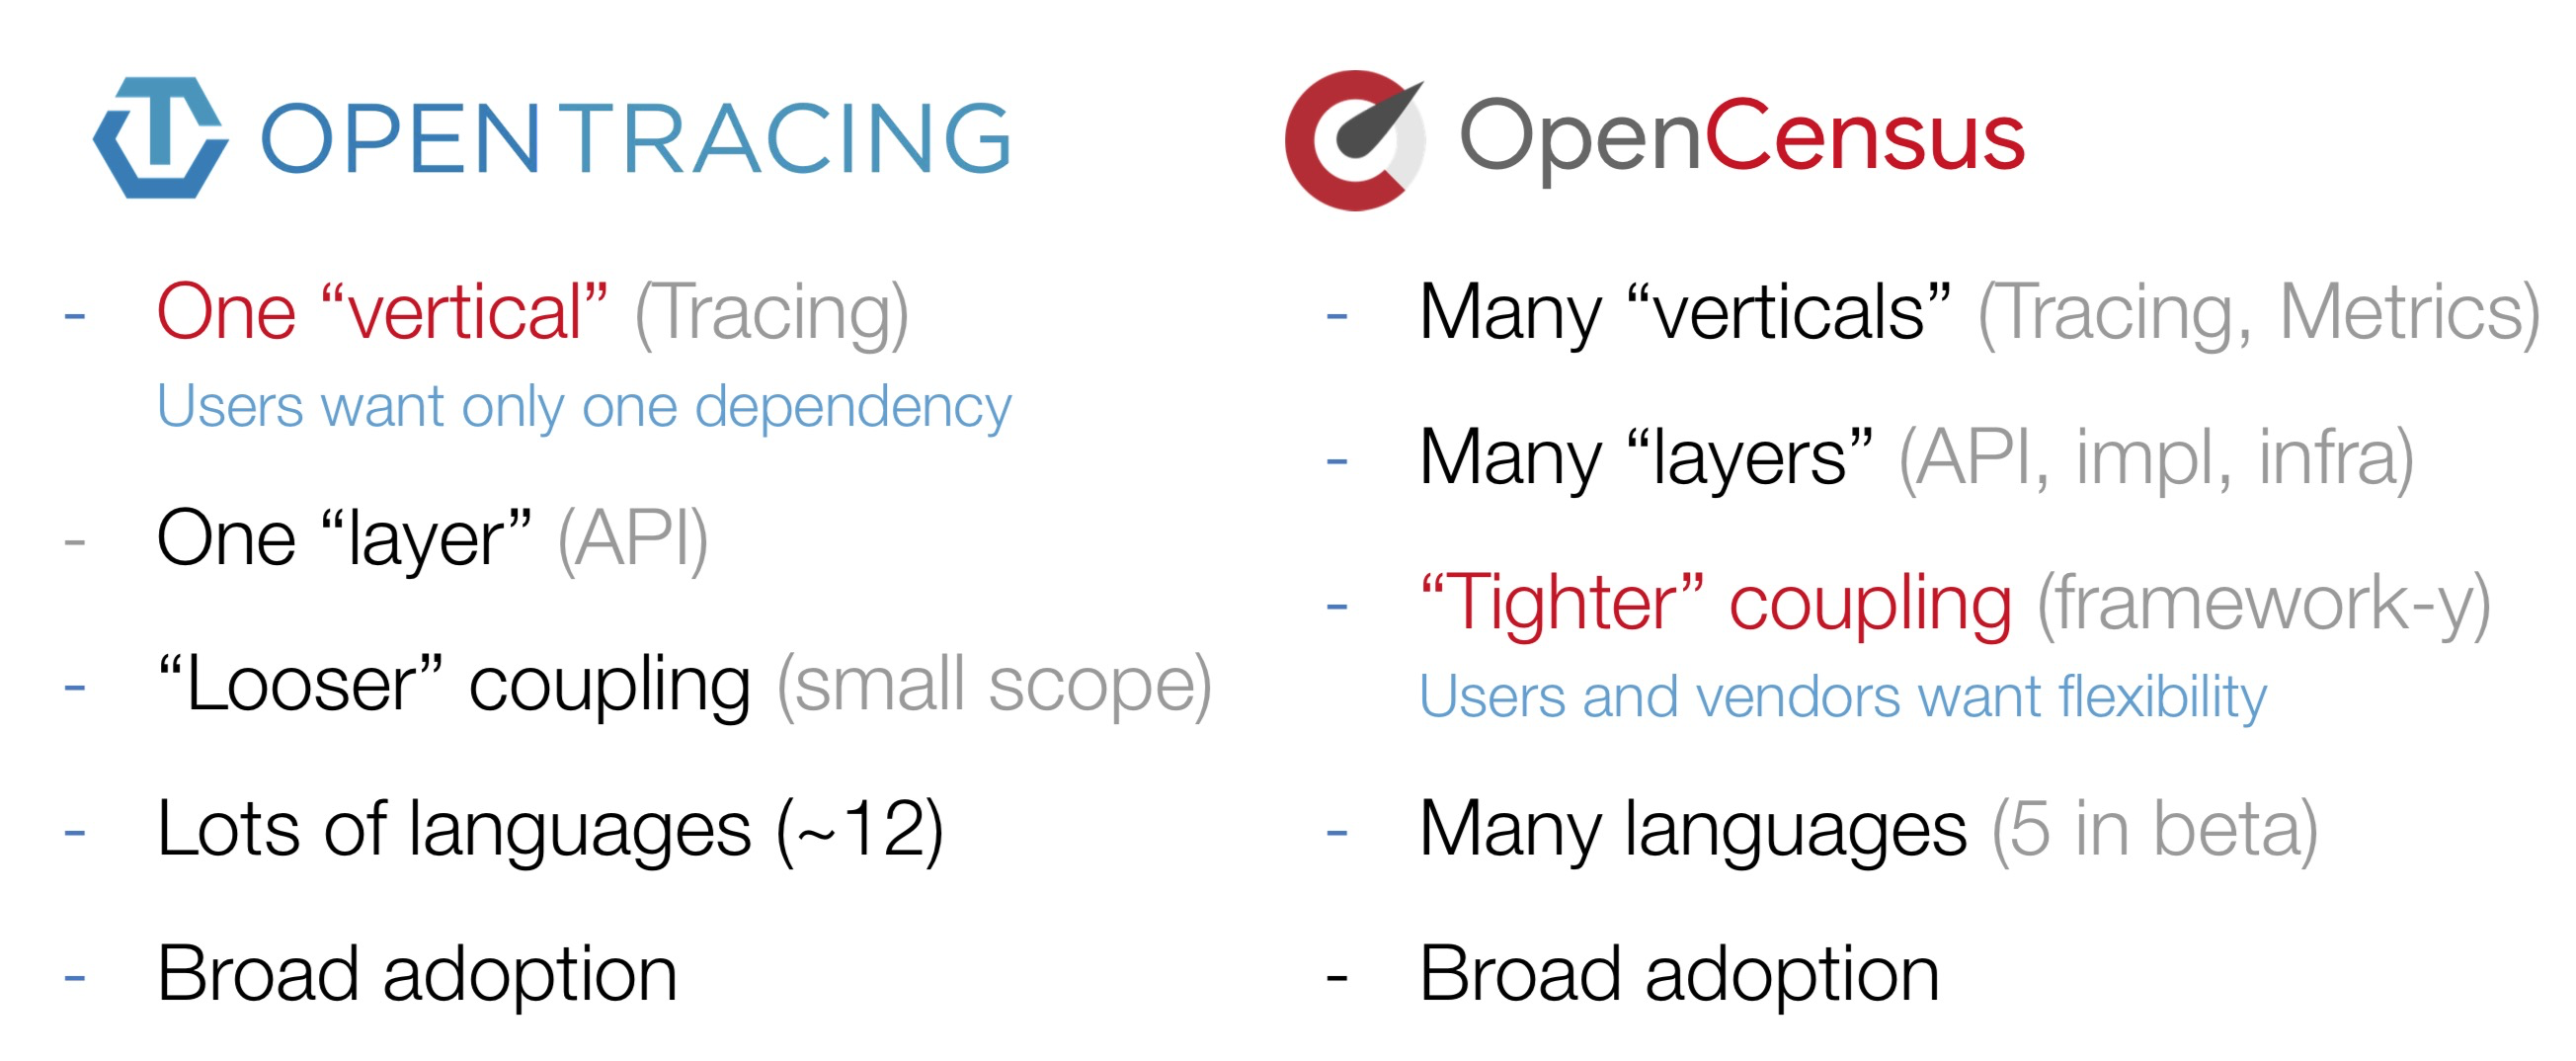 OPENTRACING
- One “vertical” (Tracing)
Users want only one dependency
- One “layer” (API)
- “Looser” coupling (small scope)
- Lots of languages (~12)
- Broad adoption
OpenCensus
- Many “verticals” (Tracing, Metrics)
- Many “layers” (API, impl, infra)
- “Tighter” coupling (framework-y)
Users and vendors want flexibility
- Many languages (5 in beta)
- Broad adoption